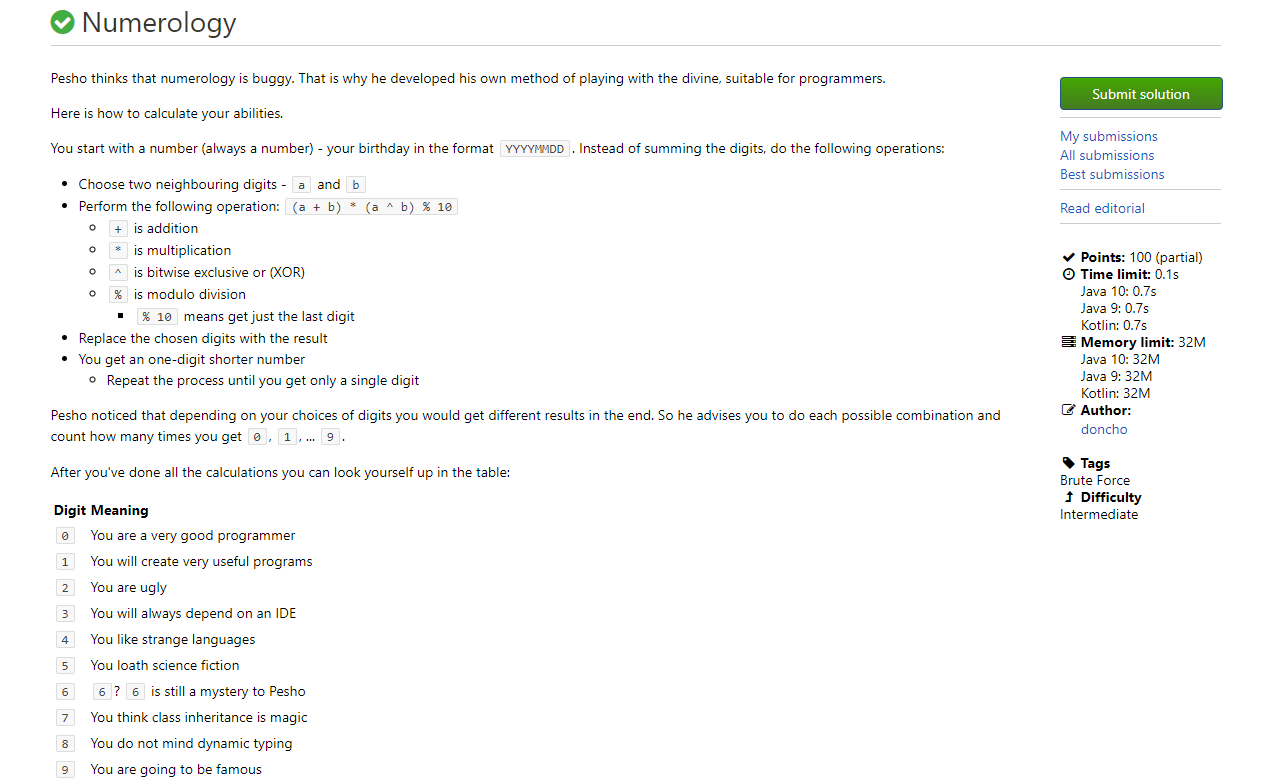 Numerology
Pesho thinks that numerology is buggy. That is why he developed his own method of playing with the divine, suitable for programmers.
Here is how to calculate your abilities.
You start with a number (always a number) - your birthday in the format YYYYMMDD. Instead of summing the digits, do the following operations:
Choose two neighbouring digits - a and b
Perform the following operation: (a + b) * (a ^ b) % 10
+ is addition
* is multiplication
^ is bitwise exclusive or (XOR)
% is modulo division
% 10 means get just the last digit
Replace the chosen digits with the result
You get an one-digit shorter number
Repeat the process until you get only a single digit
Pesho noticed that depending on your choices of digits you would get different results in the end. So he advises you to do each possible combination and
count how many times you get 0, 1, ... 9.
After you've done all the calculations you can look yourself up in the table:
Digit Meaning
0 You are a very good programmer
1 You will create very useful programs
2 You are ugly
3 You will always depend on an IDE
4 You like strange languages
5 You loath science fiction
6 6? 6 is still a mystery to Pesho
7 You think class inheritance is magic
8 You do not mind dynamic typing
9 You are going to be famous
Submit solution
My submissions
All submissions
Best submissions
Read editorial
Points: 100 (partial)
Time limit: 0.1s
Java 10: 0.7s
Java 9: 0.7s
Kotlin: 0.7s
Memory limit: 32M
Java 10: 32M
Java 9: 32M
Kotlin: 32M
Author:
doncho
Tags
Brute Force
Difficulty
Intermediate